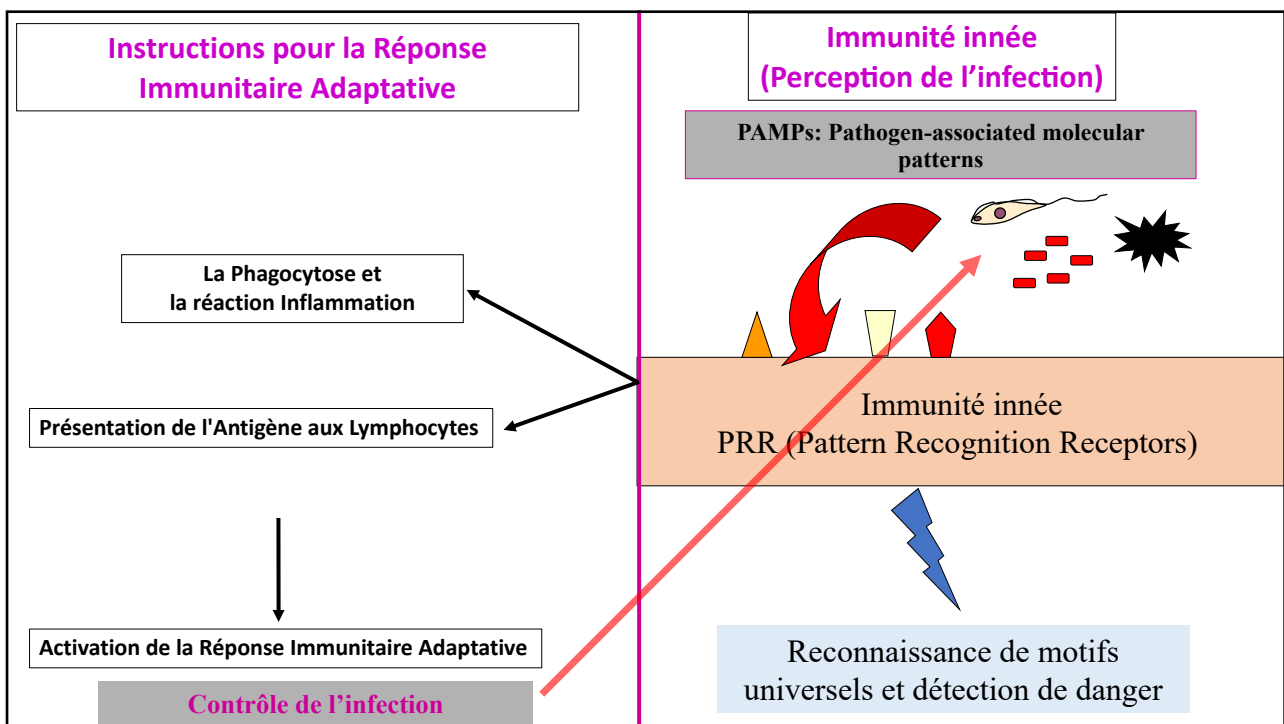 Instructions pour la Réponse
Immunitaire Adaptative
La Phagocytose et
la réaction Inflammation
Présentation de l'Antigène aux Lymphocytes
Activation de la Réponse Immunitaire Adaptative
Contrôle de l'infection
Immunité innée
(Perception de l'infection)
PAMPs: Pathogen-associated molecular
patterns
Immunité innée
PRR (Pattern Recognition Receptors)
Reconnaissance de motifs
universels et détection de danger